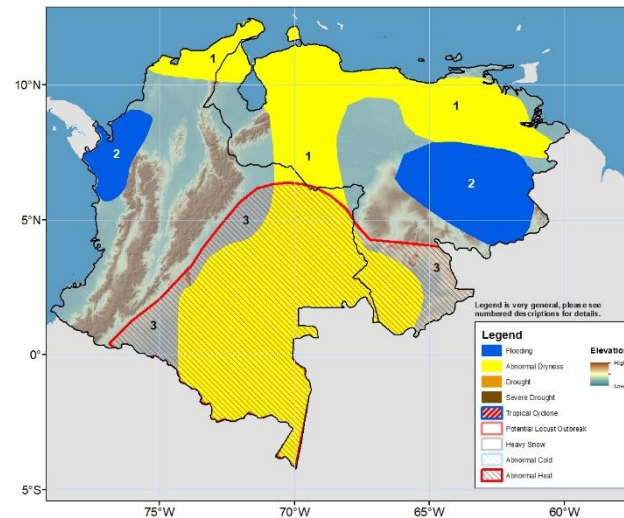 10°N
5°N
0°
5°S
75°W
70°W
65°W
60°W
1
1
1
2
2
3
3
3
Legend is very general, please see
numbered descriptions for details.
Legend
Flooding
Abnormal Dryness
Drought
Severe Drought
Tropical Cyclone
Potential Locust Outbreak
Heavy Snow
Abnormal Cold
Abnormal Heat